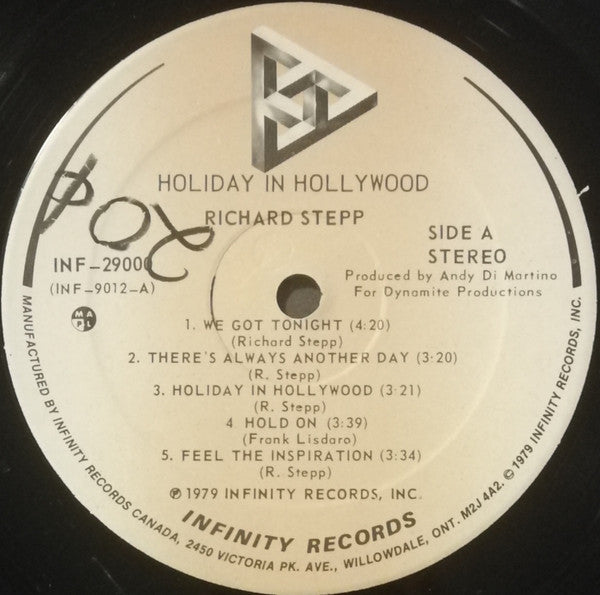 HOLIDAY IN HOLLYWOOD
RICHARD STEPP
SIDE A
STEREO
INF-29000
(INF-9012-A)
Produced by Andy Di Martino
For Dynamite Productions
M A P L
1. WE GOT TONIGHT (4:20)
(Richard Stepp)
2. THERE'S ALWAYS ANOTHER DAY (3:20)
(R. Stepp)
3. HOLIDAY IN HOLLYWOOD (3:21)
(R. Stepp)
4 HOLD ON (3:39)
(Frank Lisdaro)
5. FEEL THE INSPIRATION (3:34)
(R. Stepp)
℗ 1979 INFINITY RECORDS, INC.
INFINITY RECORDS
MANUFACTURED BY INFINITY RECORDS CANADA, 2450 VICTORIA PK. AVE., WILLOWDALE, ONT. M2J 4A2. © 1979 INFINITY RECORDS, INC.